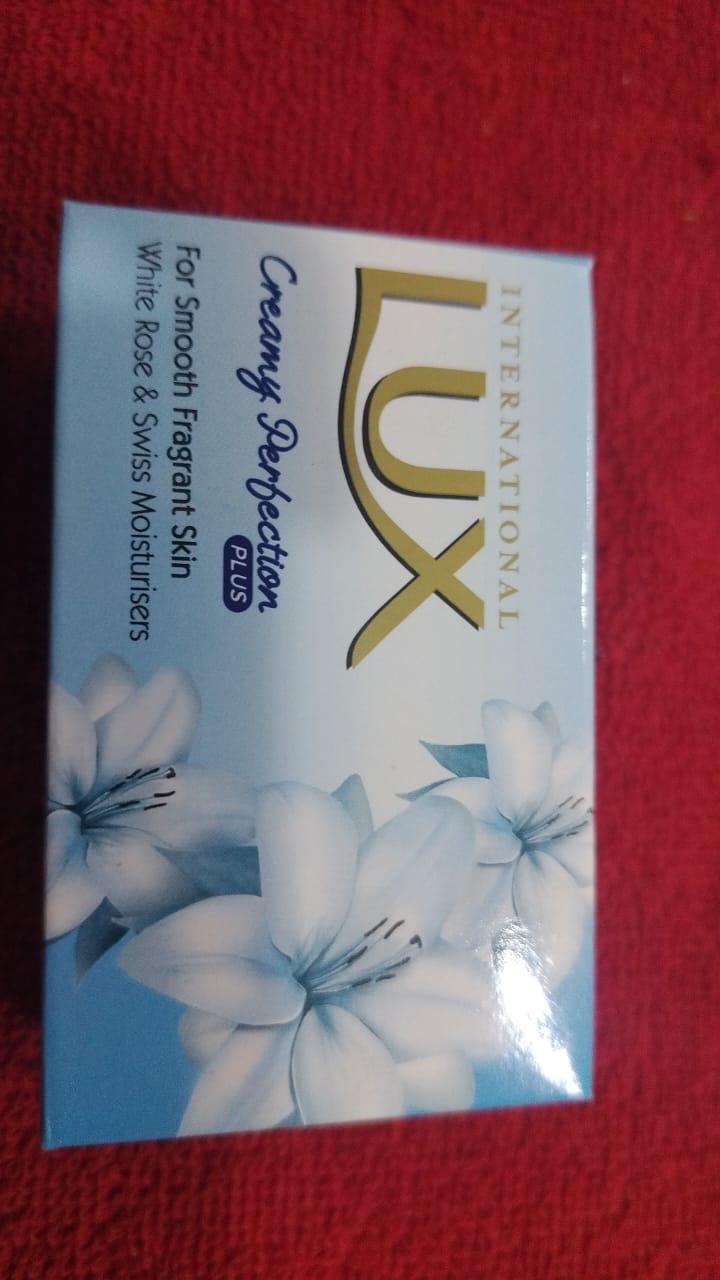 INTERNATIONAL
LUX
Creamy Perfection
PLUS
For Smooth Fragrant Skin
White Rose & Swiss Moisturisers